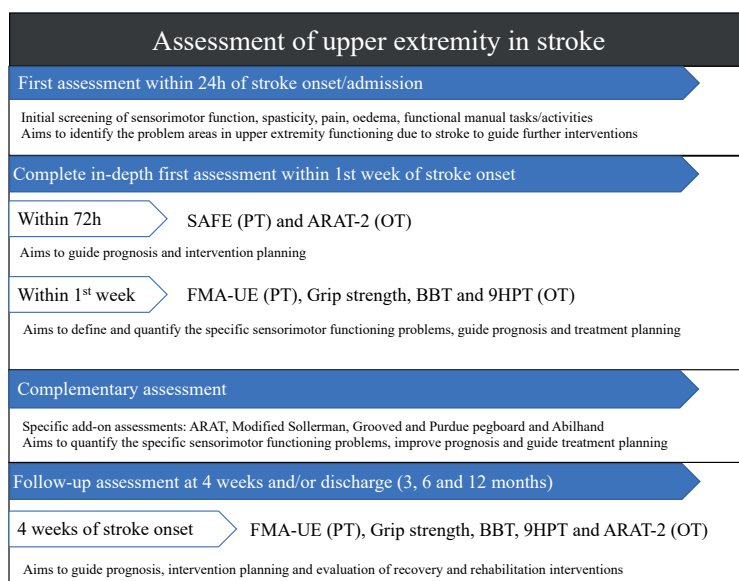 Assessment of upper extremity in stroke
First assessment within 24h of stroke onset/admission
Initial screening of sensorimotor function, spasticity, pain, oedema, functional manual tasks/activities
Aims to identify the problem areas in upper extremity functioning due to stroke to guide further interventions
Complete in-depth first assessment within 1st week of stroke onset
Within 72h SAFE (PT) and ARAT-2 (OT)
Aims to guide prognosis and intervention planning
Within 1st week FMA-UE (PT), Grip strength, BBT and 9HPT (OT)
Aims to define and quantify the specific sensorimotor functioning problems, guide prognosis and treatment planning
Complementary assessment
Specific add-on assessments: ARAT, Modified Sollerman, Grooved and Purdue pegboard and Abilhand
Aims to quantify the specific sensorimotor functioning problems, improve prognosis and guide treatment planning
Follow-up assessment at 4 weeks and/or discharge (3, 6 and 12 months)
4 weeks of stroke onset FMA-UE (PT), Grip strength, BBT, 9HPT and ARAT-2 (OT)
Aims to guide prognosis, intervention planning and evaluation of recovery and rehabilitation interventions